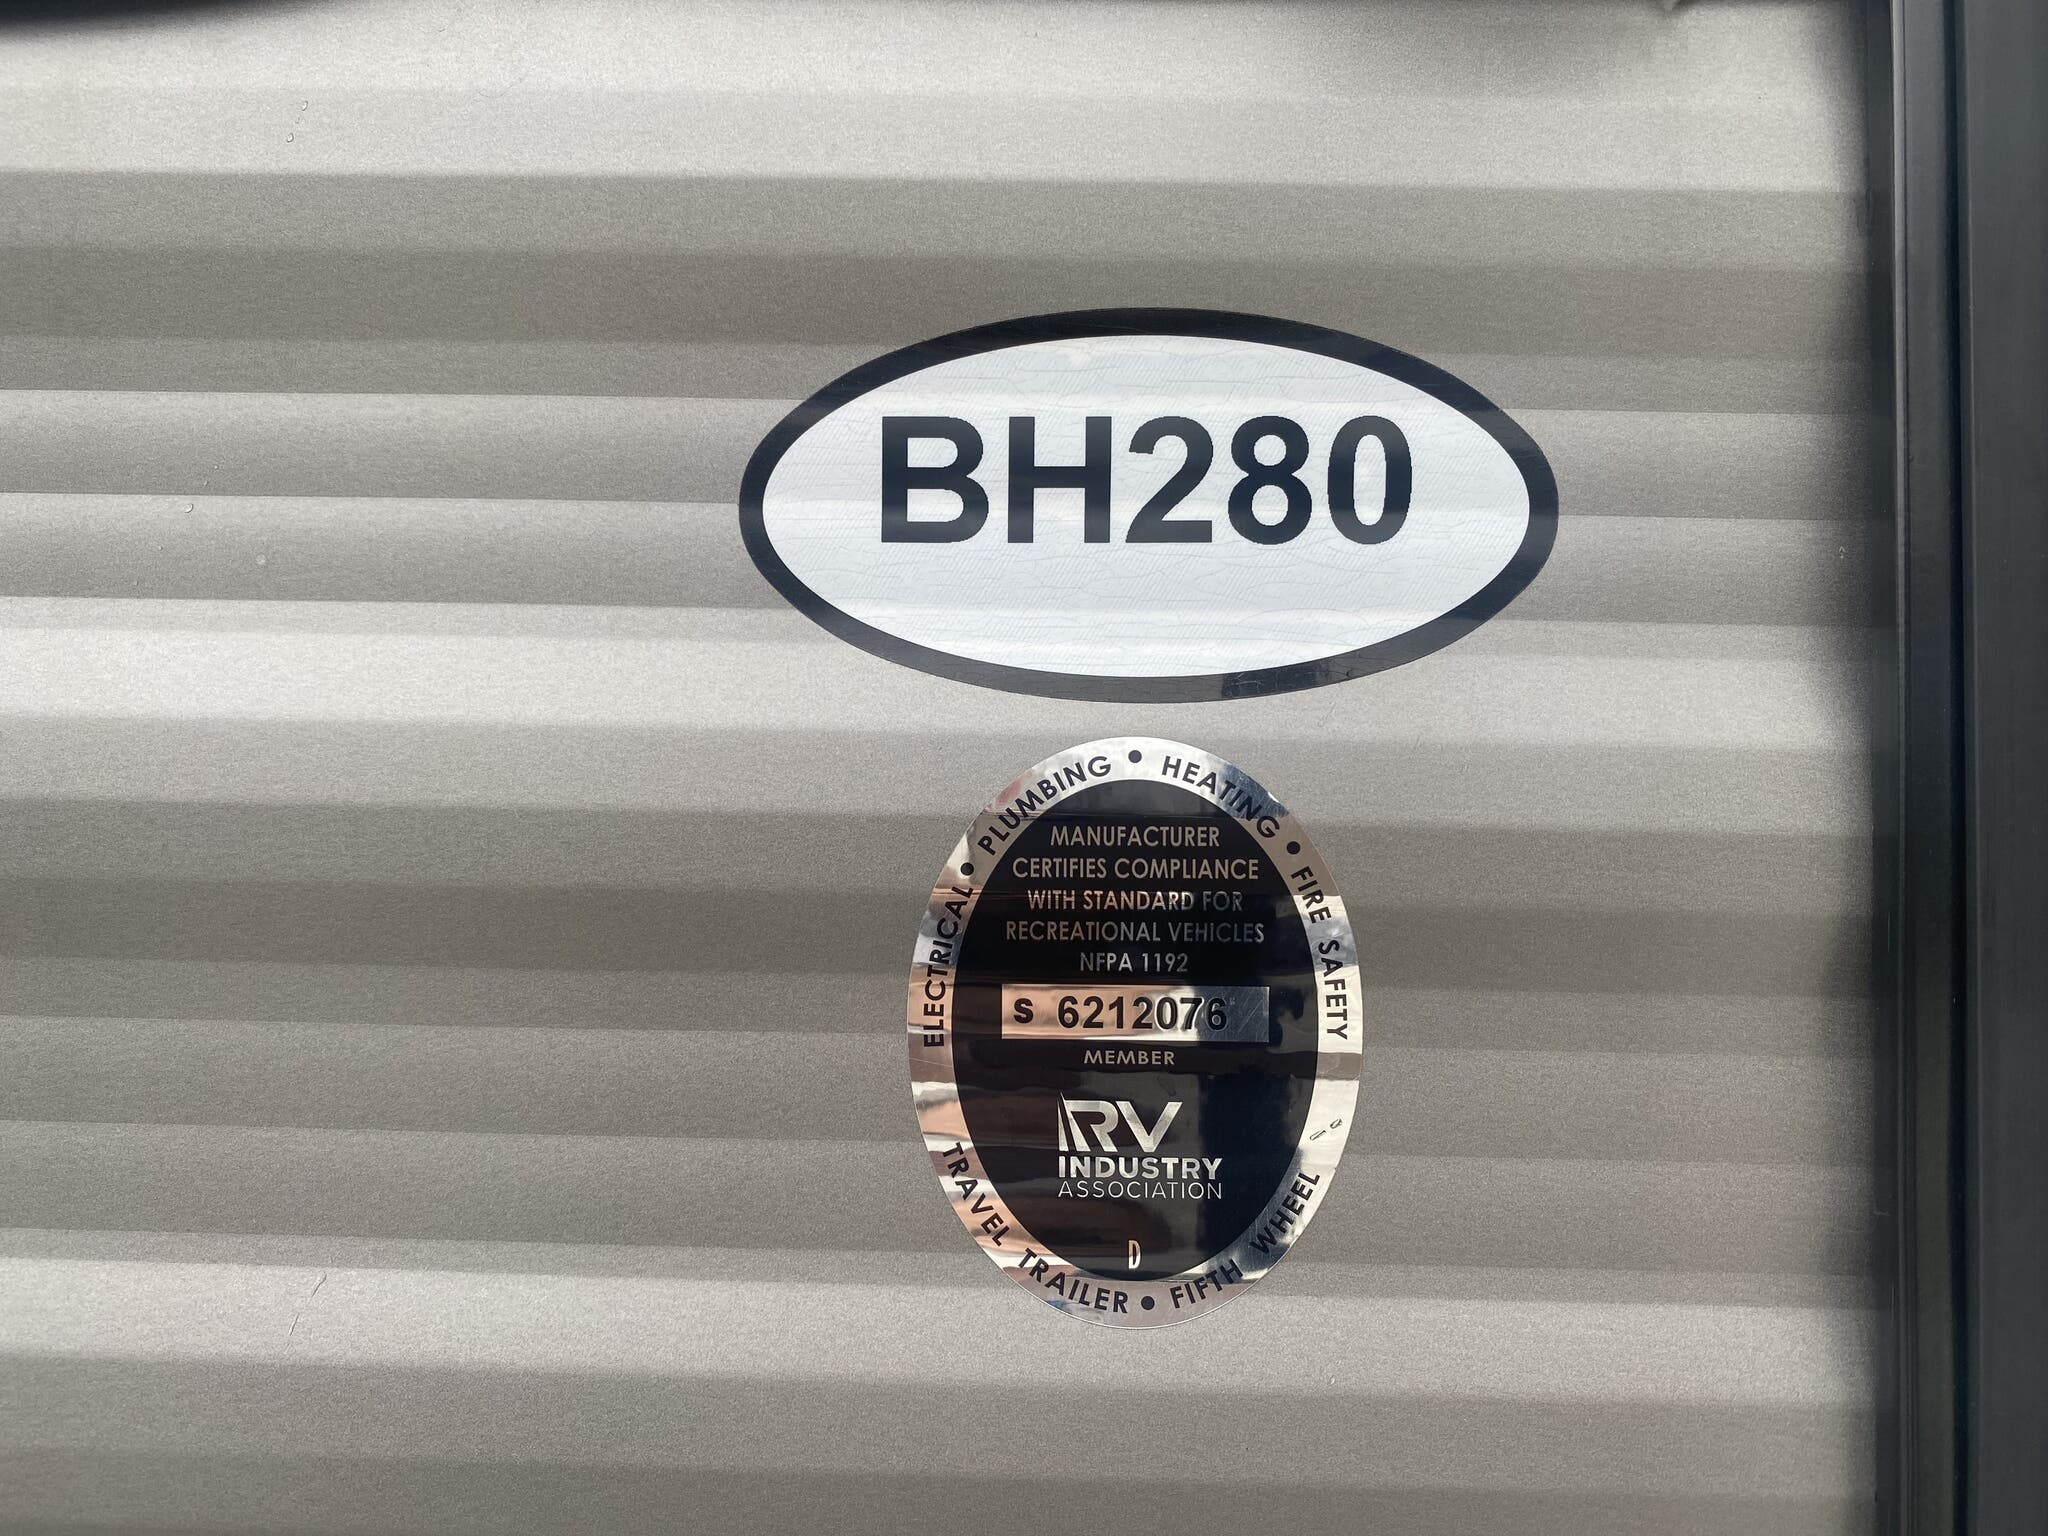 BH280
ELECTRICAL • PLUMBING • HEATING • FIRE SAFETY
MANUFACTURER
CERTIFIES COMPLIANCE
WITH STANDARD FOR
RECREATIONAL VEHICLES
NFPA 1192
S 6212076
MEMBER
RV
INDUSTRY
ASSOCIATION
D
TRAVEL TRAILER • FIFTH WHEEL